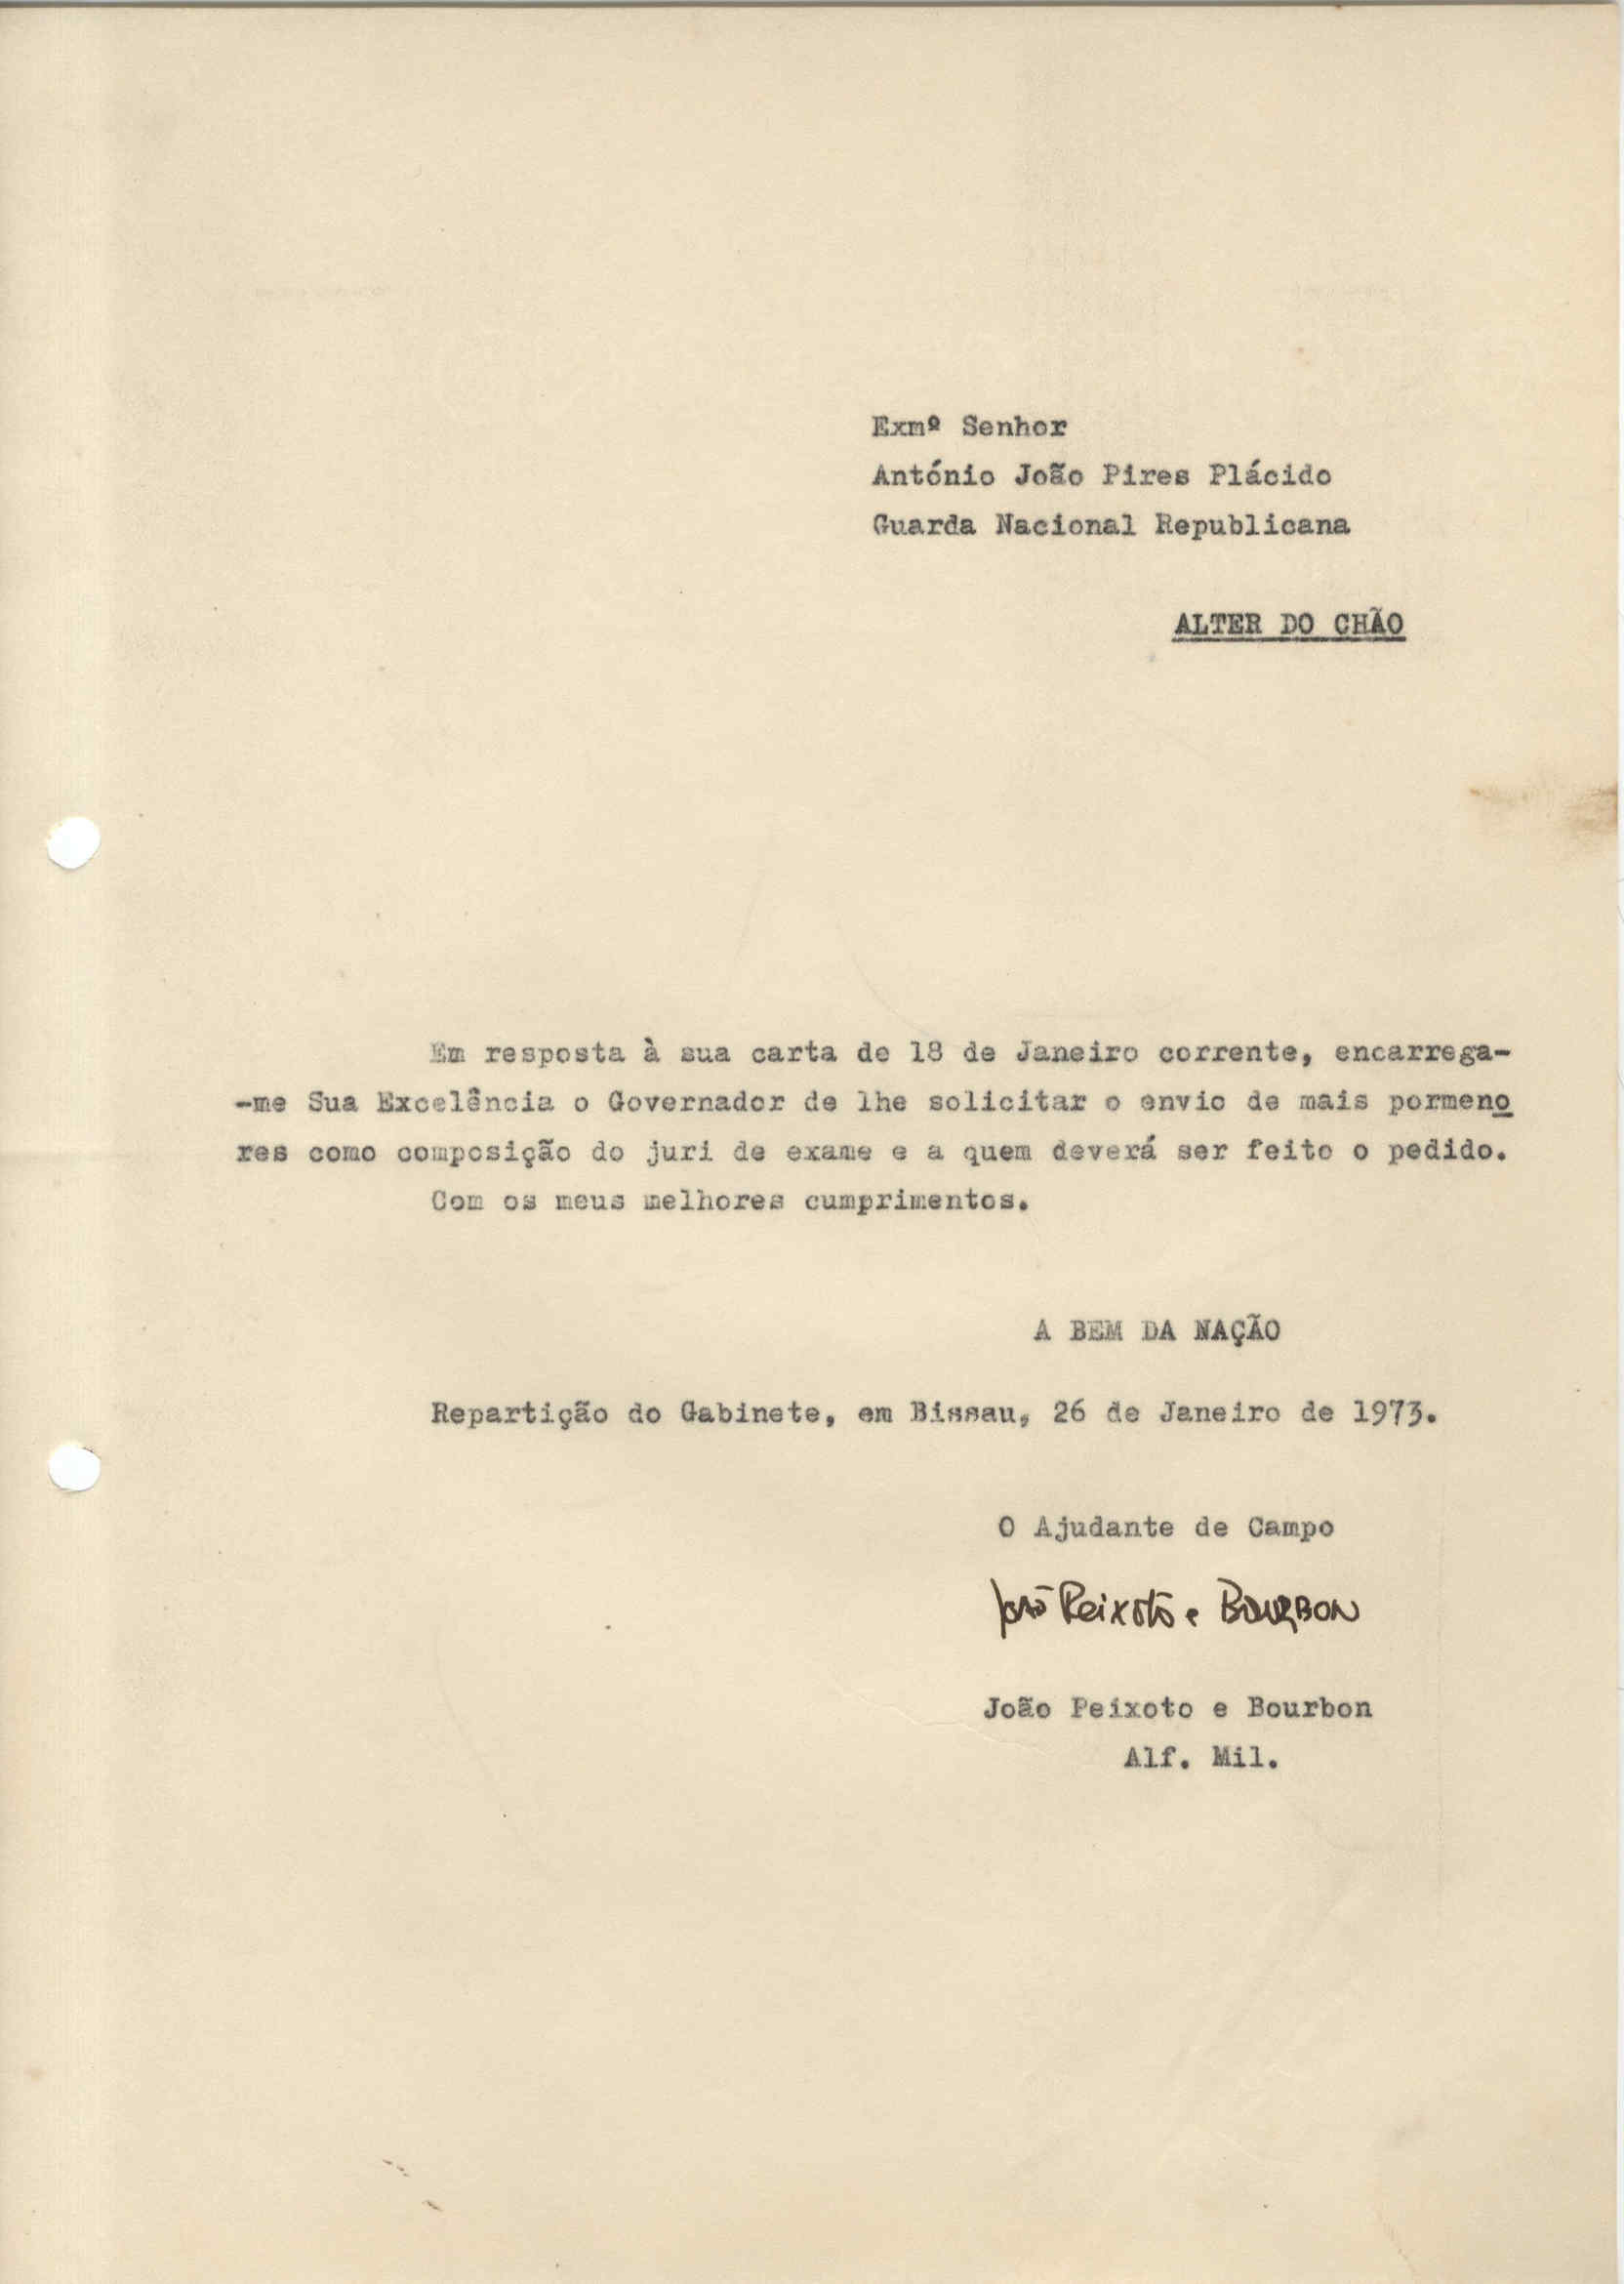 Exmº Senhor
António João Pires Plácido
Guarda Nacional Republicana
ALTER DO CHÃO
Em resposta à sua carta de 18 de Janeiro corrente, encarrega-
-me Sua Excelência o Governador de lhe solicitar o envio de mais pormeno
res como composição do juri de exame e a quem deverá ser feito o pedido.
Com os meus melhores cumprimentos.
A BEM DA NAÇÃO
Repartição do Gabinete, em Bissau, 26 de Janeiro de 1973.
O Ajudante de Campo
João Peixoto e Bourbon
João Peixoto e Bourbon
Alf. Mil.